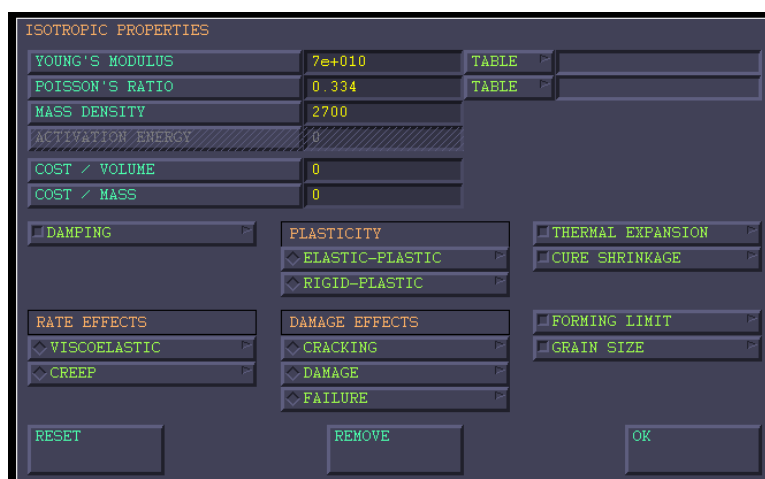 ISOTROPIC PROPERTIES
YOUNG'S MODULUS 7e+010 TABLE
POISSON'S RATIO 0.334 TABLE
MASS DENSITY 2700
ACTIVATION ENERGY 0
COST / VOLUME 0
COST / MASS 0
DAMPING PLASTICITY THERMAL EXPANSION
ELASTIC-PLASTIC CURE SHRINKAGE
RIGID-PLASTIC
RATE EFFECTS DAMAGE EFFECTS FORMING LIMIT
VISCOELASTIC CRACKING GRAIN SIZE
CREEP DAMAGE
FAILURE
RESET REMOVE OK